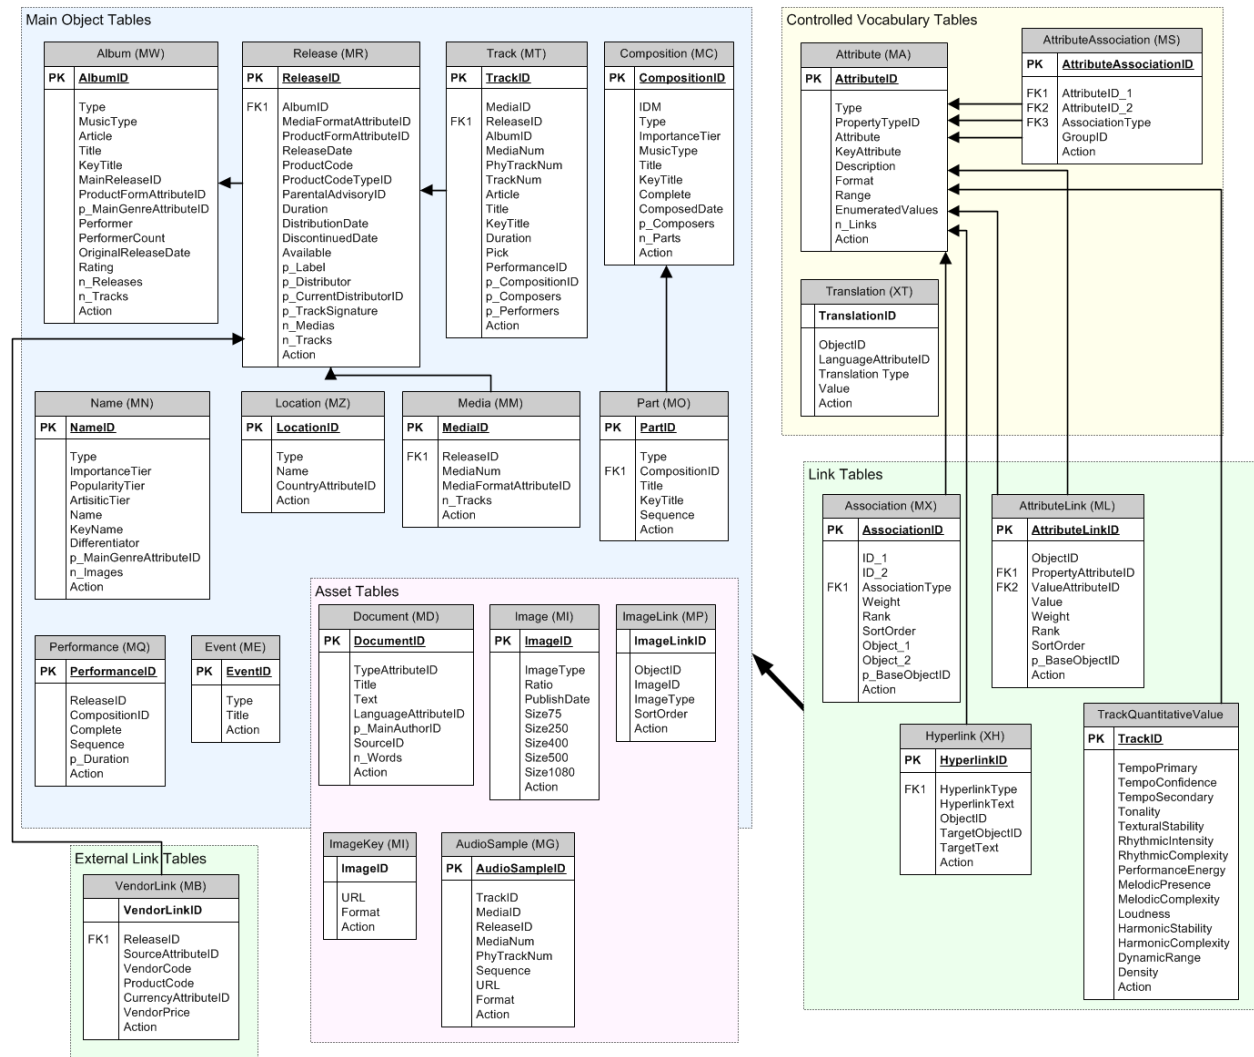 Main Object Tables
Album (MW)
PK AlbumID
Type
MusicType
Article
Title
KeyTitle
MainReleaseID
ProductFormAttributeID
p_MainGenreAttributeID
Performer
PerformerCount
OriginalReleaseDate
Rating
n_Releases
n_Tracks
Action
Release (MR)
PK ReleaseID
FK1 AlbumID
MediaFormatAttributeID
ProductFormAttributeID
ReleaseDate
ProductCode
ProductCodeTypeID
ParentalAdvisoryID
Duration
DistributionDate
DiscontinuedDate
Available
p_Label
p_Distributor
p_CurrentDistributorID
p_TrackSignature
n_Medias
n_Tracks
Action
Track (MT)
PK TrackID
MediaID
FK1 ReleaseID
AlbumID
MediaNum
PhyTrackNum
TrackNum
Article
Title
KeyTitle
Duration
Pick
PerformanceID
p_CompositionID
p_Composers
p_Performers
Action
Composition (MC)
PK CompositionID
IDM
Type
ImportanceTier
MusicType
Title
KeyTitle
Complete
ComposedDate
p_Composers
n_Parts
Action
Name (MN)
PK NameID
Type
ImportanceTier
PopularityTier
ArtisiticTier
Name
KeyName
Differentiator
p_MainGenreAttributeID
n_Images
Action
Location (MZ)
PK LocationID
Type
Name
CountryAttributeID
Action
Media (MM)
PK MediaID
FK1 ReleaseID
MediaNum
MediaFormatAttributeID
n_Tracks
Action
Part (MO)
PK PartID
Type
FK1 CompositionID
Title
KeyTitle
Sequence
Action
Performance (MQ)
PK PerformanceID
ReleaseID
CompositionID
Complete
Sequence
p_Duration
Action
Event (ME)
PK EventID
Type
Title
Action
Asset Tables
Document (MD)
PK DocumentID
TypeAttributeID
Title
Text
LanguageAttributeID
p_MainAuthorID
SourceID
n_Words
Action
Image (MI)
PK ImageID
ImageType
Ratio
PublishDate
Size75
Size250
Size400
Size500
Size1080
Action
ImageLink (MP)
ImageLinkID
ObjectID
ImageID
ImageType
SortOrder
Action
ImageKey (MI)
ImageID
URL
Format
Action
AudioSample (MG)
PK AudioSampleID
TrackID
MediaID
ReleaseID
MediaNum
PhyTrackNum
Sequence
URL
Format
Action
External Link Tables
VendorLink (MB)
VendorLinkID
FK1 ReleaseID
SourceAttributeID
VendorCode
ProductCode
CurrencyAttributeID
VendorPrice
Action
Controlled Vocabulary Tables
Attribute (MA)
PK AttributeID
Type
PropertyTypeID
Attribute
KeyAttribute
Description
Format
Range
EnumeratedValues
n_Links
Action
AttributeAssociation (MS)
PK AttributeAssociationID
FK1 AttributeID_1
FK2 AttributeID_2
FK3 AssociationType
GroupID
Action
Translation (XT)
TranslationID
ObjectID
LanguageAttributeID
Translation Type
Value
Action
Link Tables
Association (MX)
PK AssociationID
ID_1
ID_2
FK1 AssociationType
Weight
Rank
SortOrder
Object_1
Object_2
p_BaseObjectID
Action
AttributeLink (ML)
PK AttributeLinkID
ObjectID
FK1 PropertyAttributeID
FK2 ValueAttributeID
Value
Weight
Rank
SortOrder
p_BaseObjectID
Action
Hyperlink (XH)
PK HyperlinkID
FK1 HyperlinkType
HyperlinkText
ObjectID
TargetObjectID
TargetText
Action
TrackQuantitativeValue
PK TrackID
TempoPrimary
TempoConfidence
TempoSecondary
Tonality
TexturalStability
RhythmicIntensity
RhythmicComplexity
PerformanceEnergy
MelodicPresence
MelodicComplexity
Loudness
HarmonicStability
HarmonicComplexity
DynamicRange
Density
Action